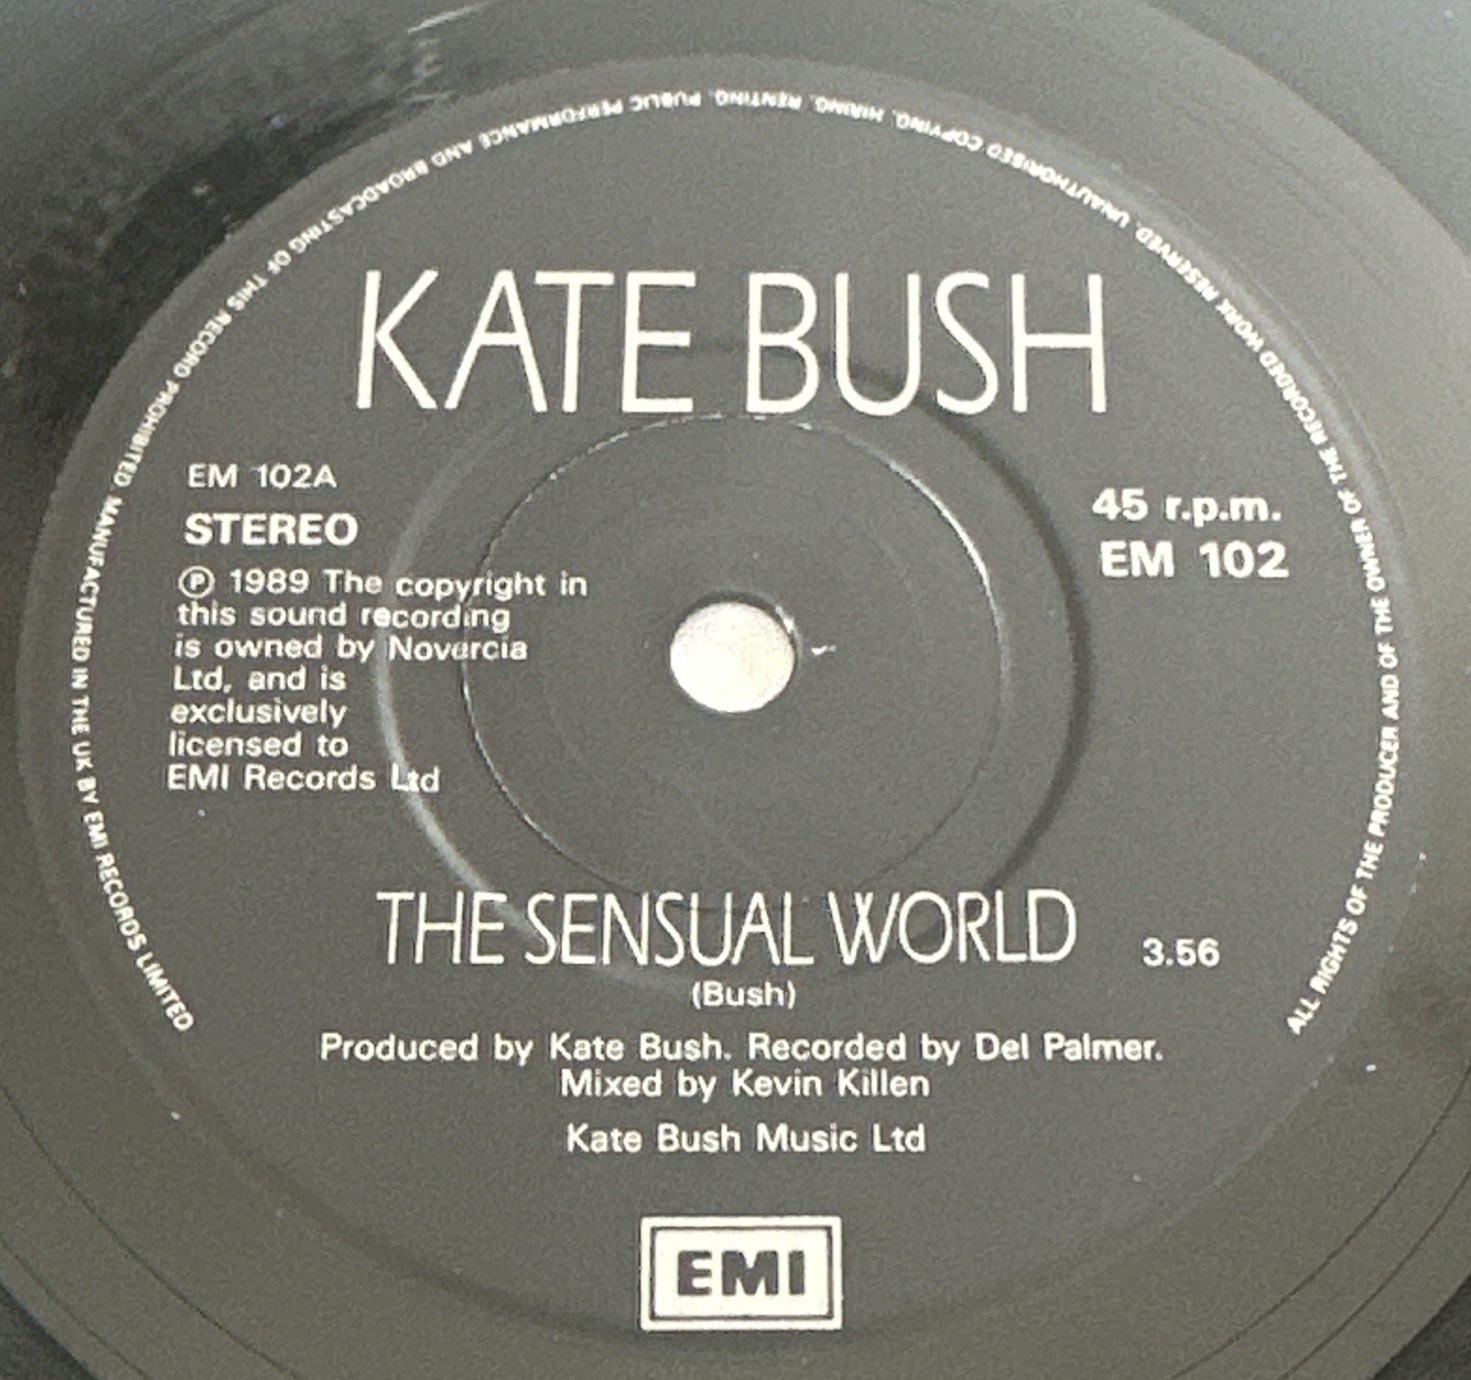 ALL RIGHTS OF THE PRODUCER AND OF THE OWNER OF THE RECORDED WORK RESERVED. UNAUTHORISED COPYING, HIRING, RENTING, PUBLIC PERFORMANCE AND BROADCASTING OF THIS RECORD PROHIBITED. MANUFACTURED IN THE UK BY EMI RECORDS LIMITED
KATE BUSH
EM 102A
STEREO
℗ 1989 The copyright in
this sound recording
is owned by Novercia
Ltd, and is
exclusively
licensed to
EMI Records Ltd
45 r.p.m.
EM 102
THE SENSUAL WORLD 3.56
(Bush)
Produced by Kate Bush. Recorded by Del Palmer.
Mixed by Kevin Killen
Kate Bush Music Ltd
EMI